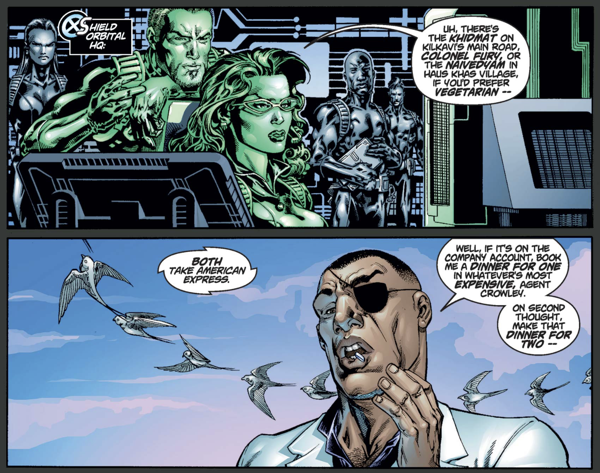 SHIELD
ORBITAL
HQ:
UH, THERE'S
THE KHIDMAT ON
KILKAVI'S MAIN ROAD,
COLONEL FURY, OR
THE NAIVEDYAM IN
HAUS KHAS VILLAGE,
IF YOU'D PREFER
VEGETARIAN --
BOTH
TAKE AMERICAN
EXPRESS.
WELL, IF IT'S ON THE
COMPANY ACCOUNT, BOOK
ME A DINNER FOR ONE
IN WHATEVER'S MOST
EXPENSIVE, AGENT
CROWLEY.
ON SECOND
THOUGHT,
MAKE THAT
DINNER FOR
TWO --